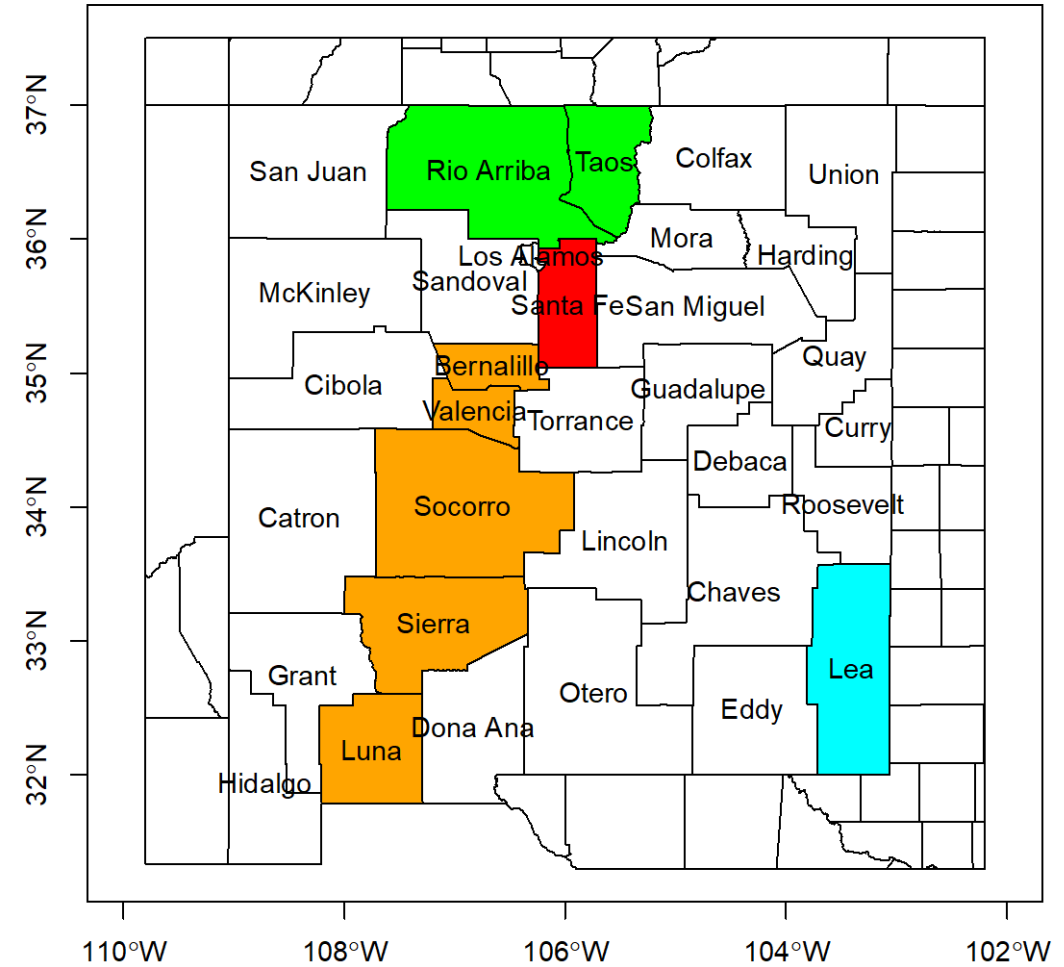 37°N
36°N
35°N
34°N
33°N
32°N
San Juan
Rio Arriba
Taos
Colfax
Union
Mora
Harding
Los Alamos
Sandoval
McKinley
Santa Fe
San Miguel
Quay
Bernalillo
Cibola
Guadalupe
Valencia
Torrance
Curry
Debaca
Socorro
Roosevelt
Catron
Lincoln
Chaves
Sierra
Lea
Grant
Otero
Eddy
Dona Ana
Luna
Hidalgo
110°W
108°W
106°W
104°W
102°W